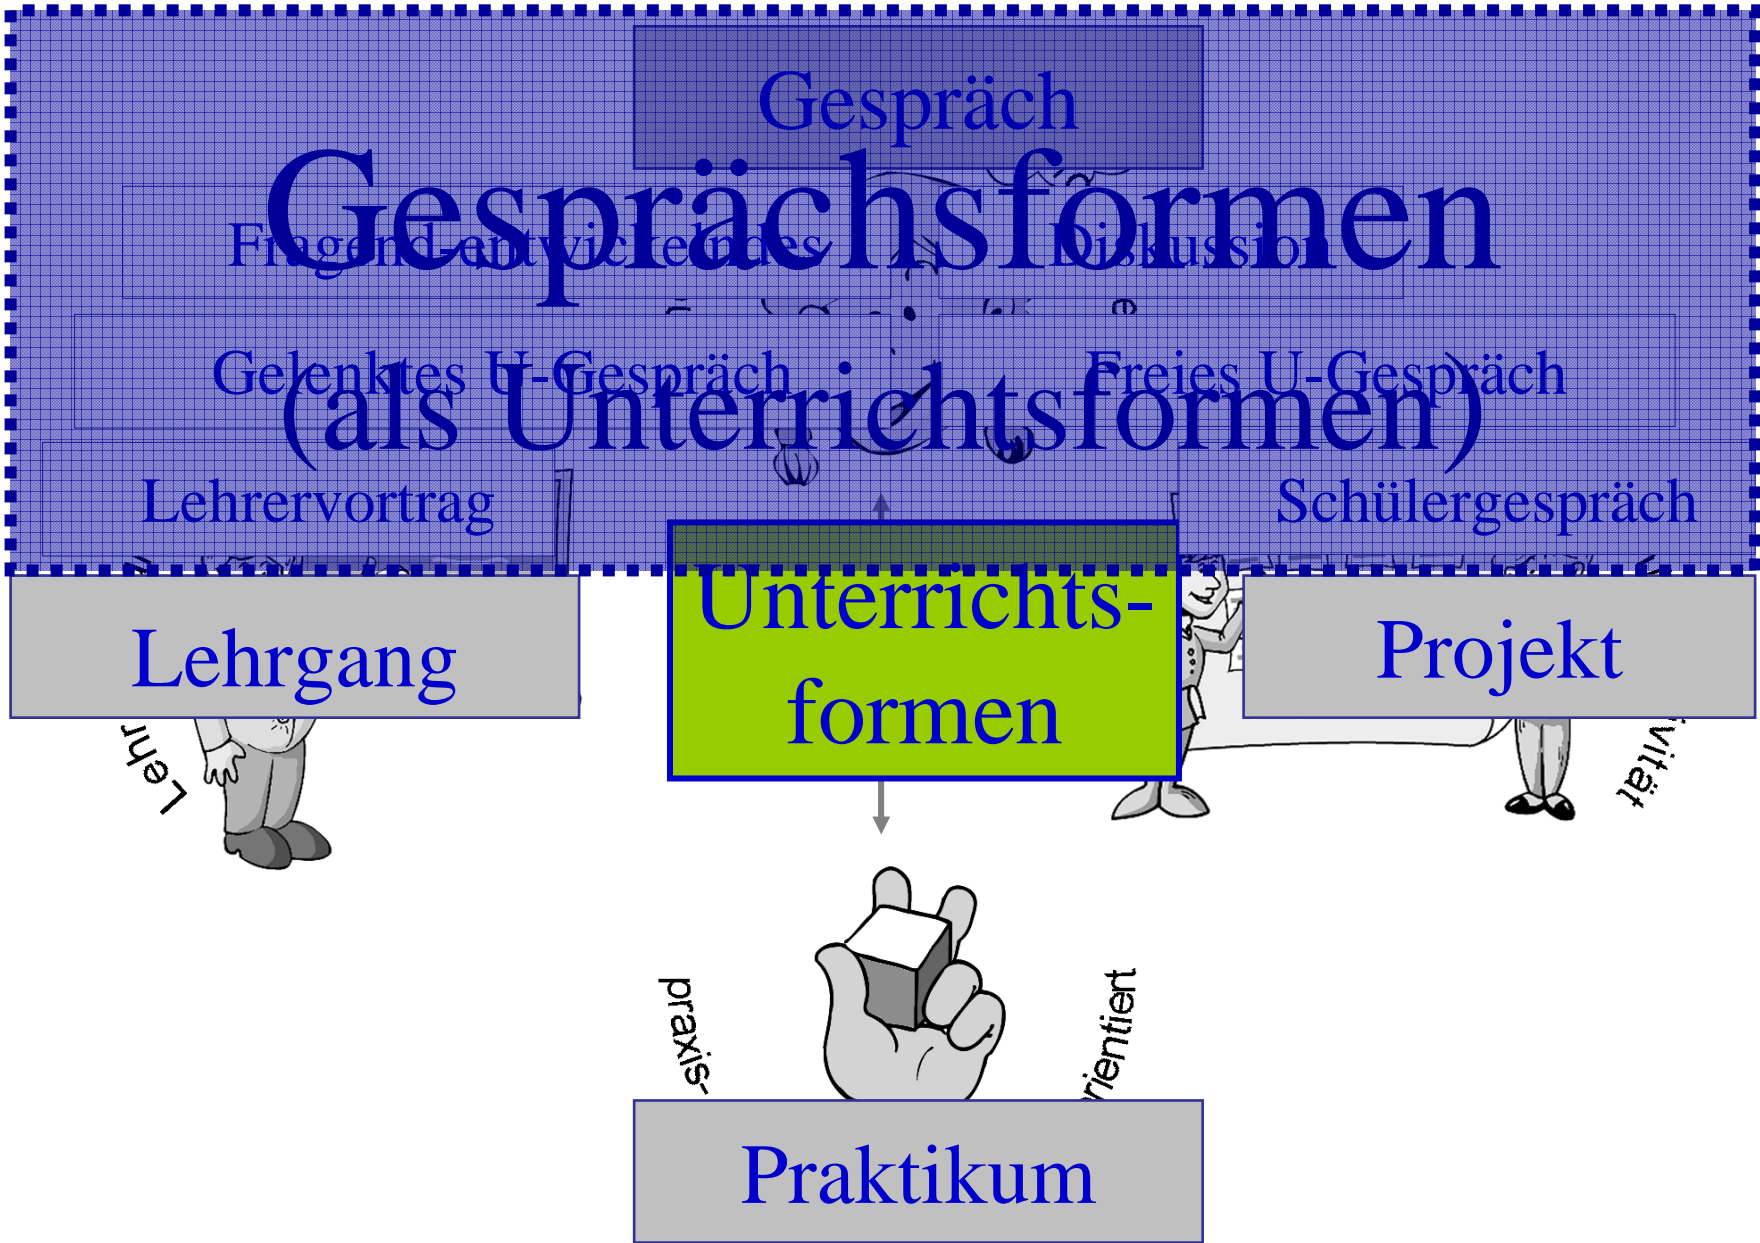 Gespräch
Gesprächsformen
Fragend-entwickelndes
Diskussion
(als Unterrichtsformen)
Gelenktes U-Gespräch
Freies U-Gespräch
Lehrervortrag
Schülergespräch
Unterrichts-
formen
Lehrgang
Projekt
Lehr
ivität
praxis-
rientiert
Praktikum